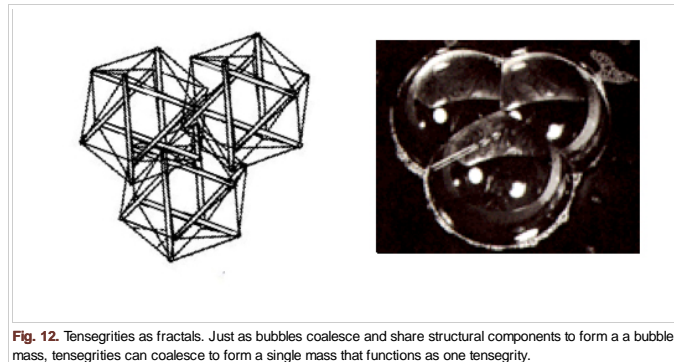 Fig. 12. Tensegrities as fractals. Just as bubbles coalesce and share structural components to form a a bubble
mass, tensegrities can coalesce to form a single mass that functions as one tensegrity.